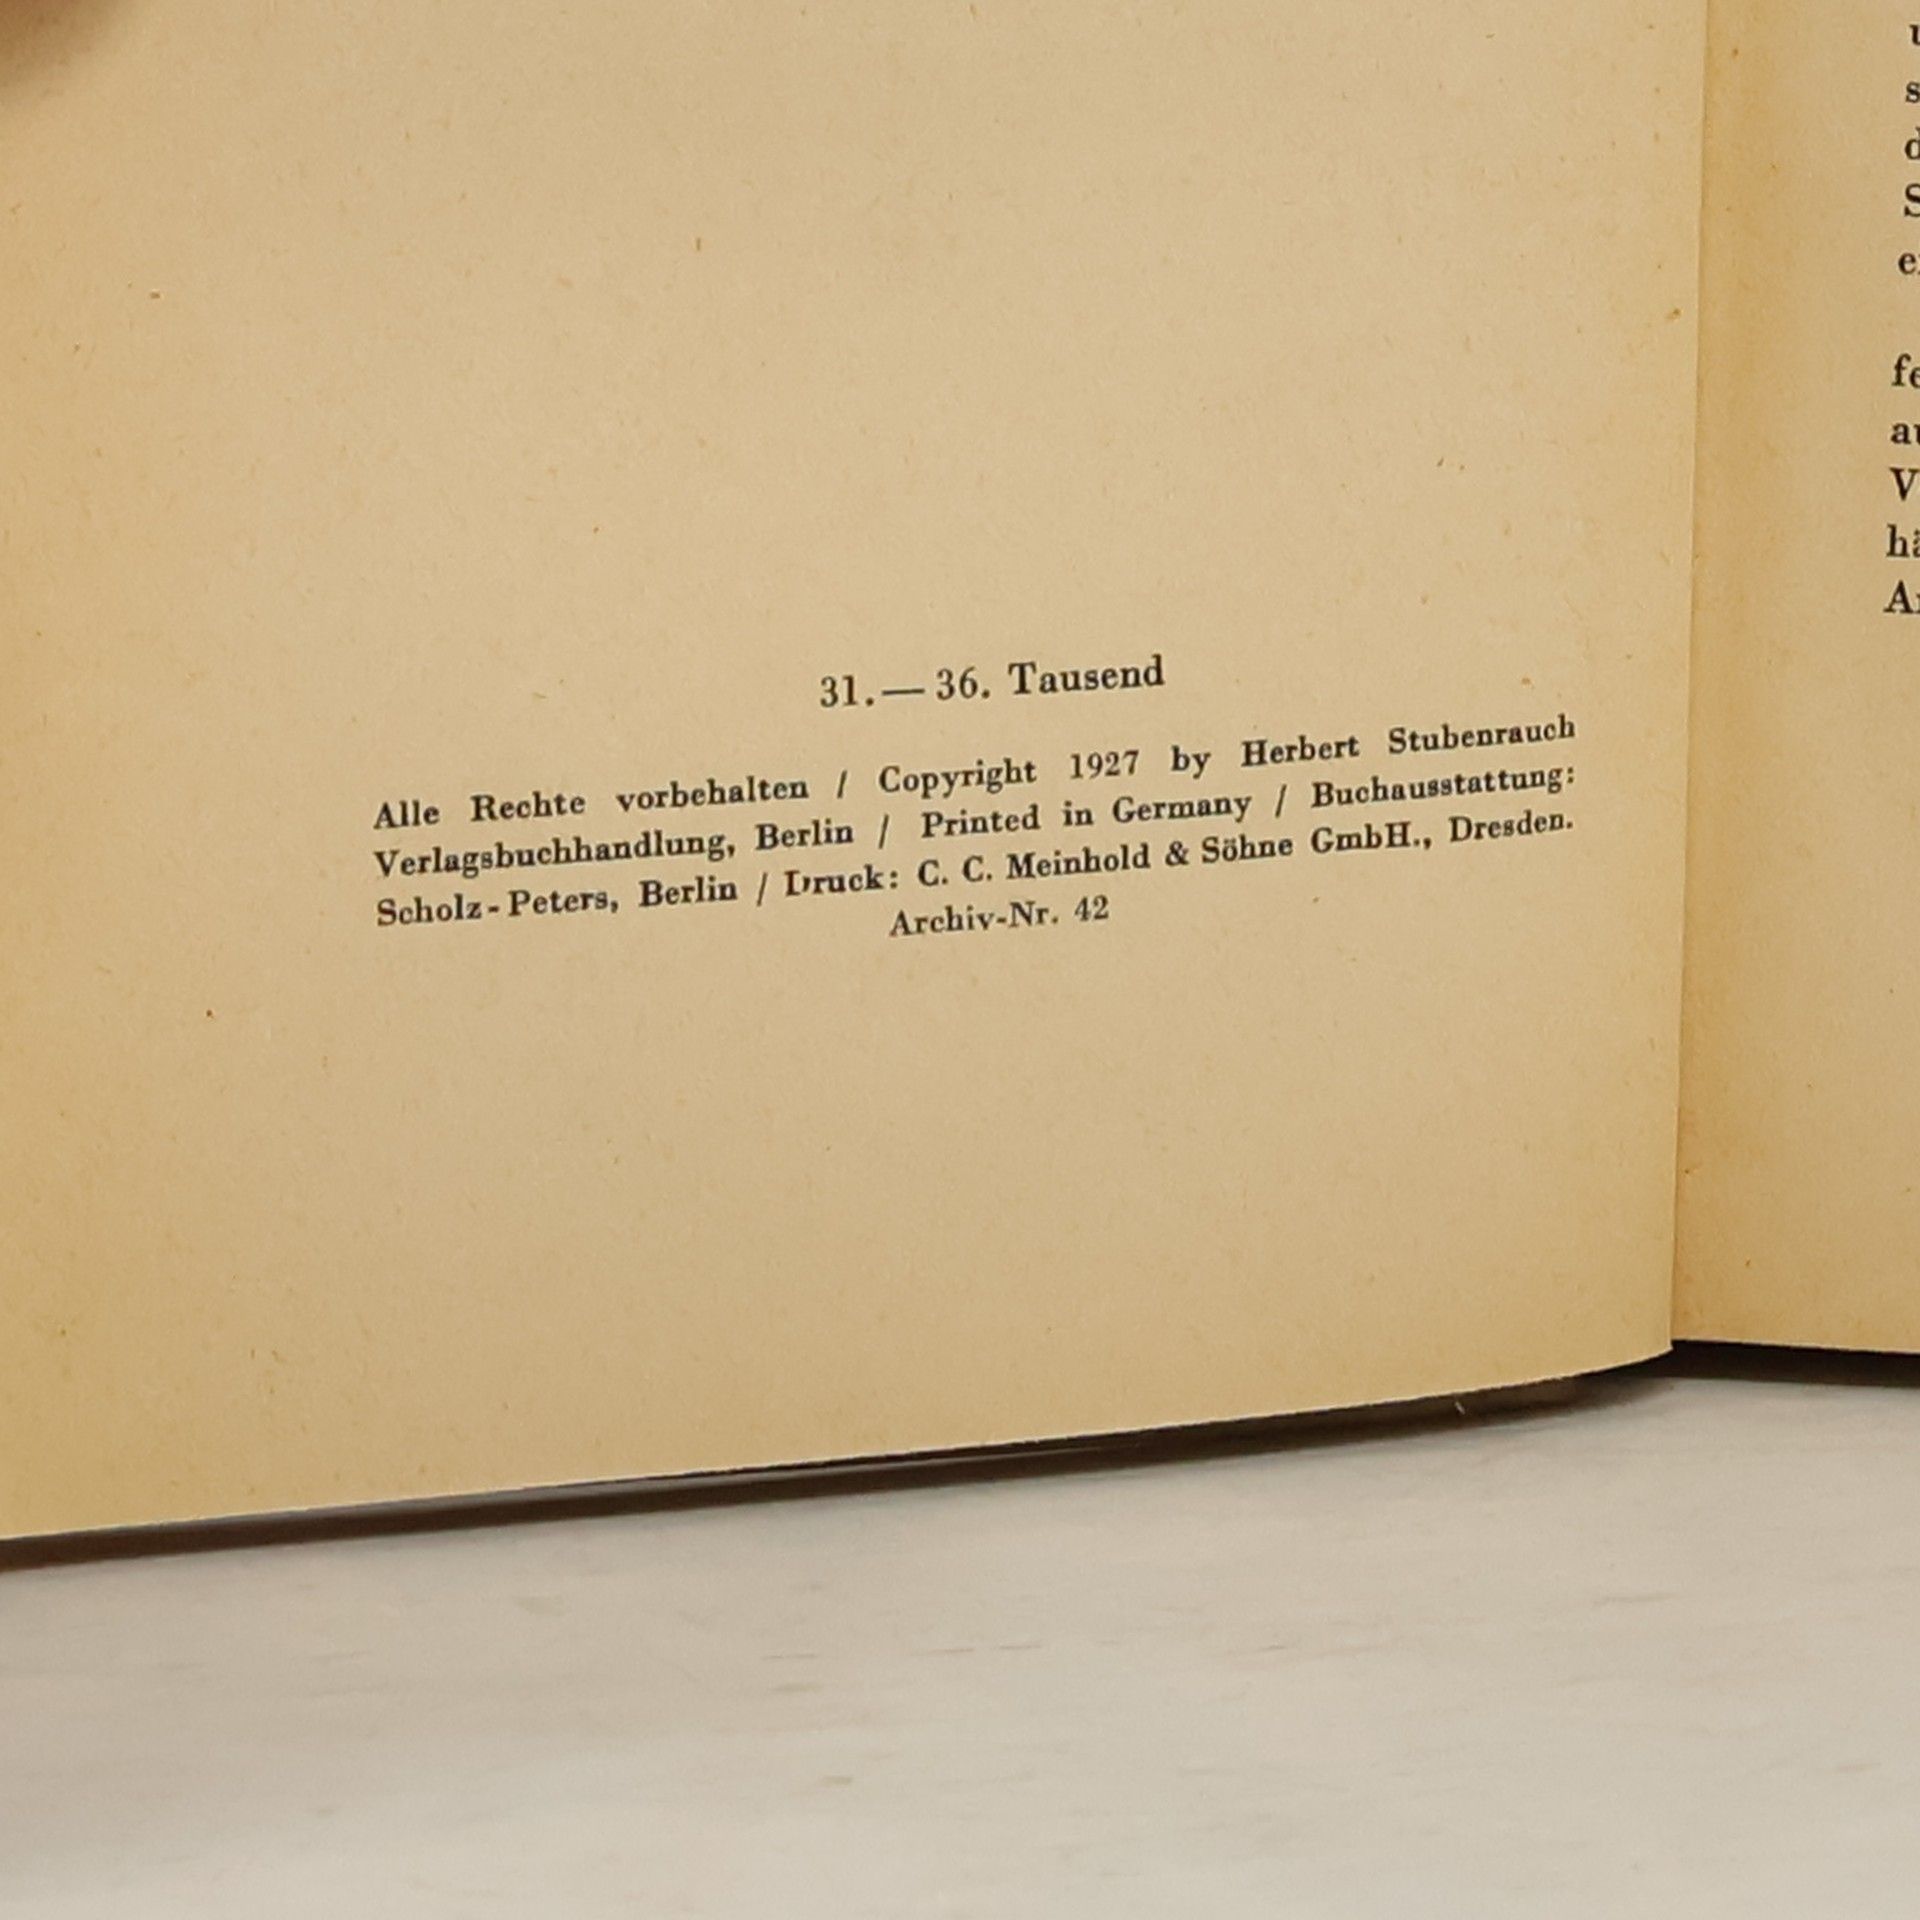 31.— 36. Tausend
Alle Rechte vorbehalten / Copyright 1927 by Herbert Stubenrauch
Verlagsbuchhandlung, Berlin / Printed in Germany / Buchausstattung:
Scholz-Peters, Berlin / Druck: C. C. Meinhold & Söhne GmbH., Dresden.
Archiv-Nr. 42